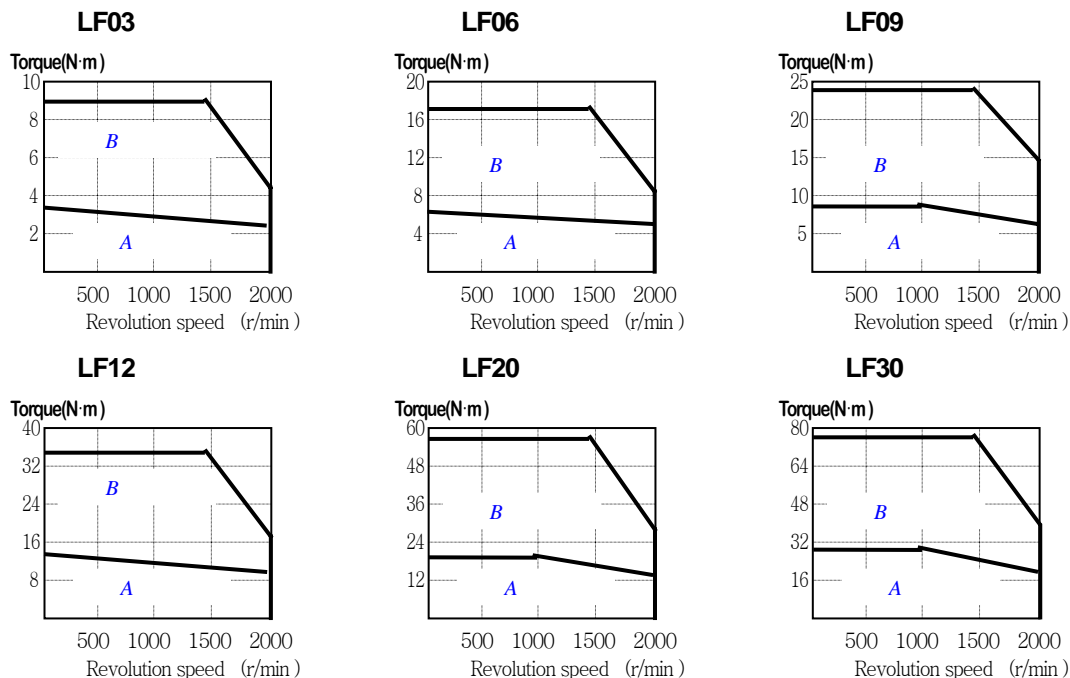 LF03
Torque(N·m)
10
8
6
4
2
B
A
500 1000 1500 2000
Revolution speed (r/min)
LF06
Torque(N·m)
20
16
12
8
4
B
A
500 1000 1500 2000
Revolution speed (r/min)
LF09
Torque(N·m)
25
20
15
10
5
B
A
500 1000 1500 2000
Revolution speed (r/min)
LF12
Torque(N·m)
40
32
24
16
8
B
A
500 1000 1500 2000
Revolution speed (r/min)
LF20
Torque(N·m)
60
48
36
24
12
B
A
500 1000 1500 2000
Revolution speed (r/min)
LF30
Torque(N·m)
80
64
48
32
16
B
A
500 1000 1500 2000
Revolution speed (r/min)